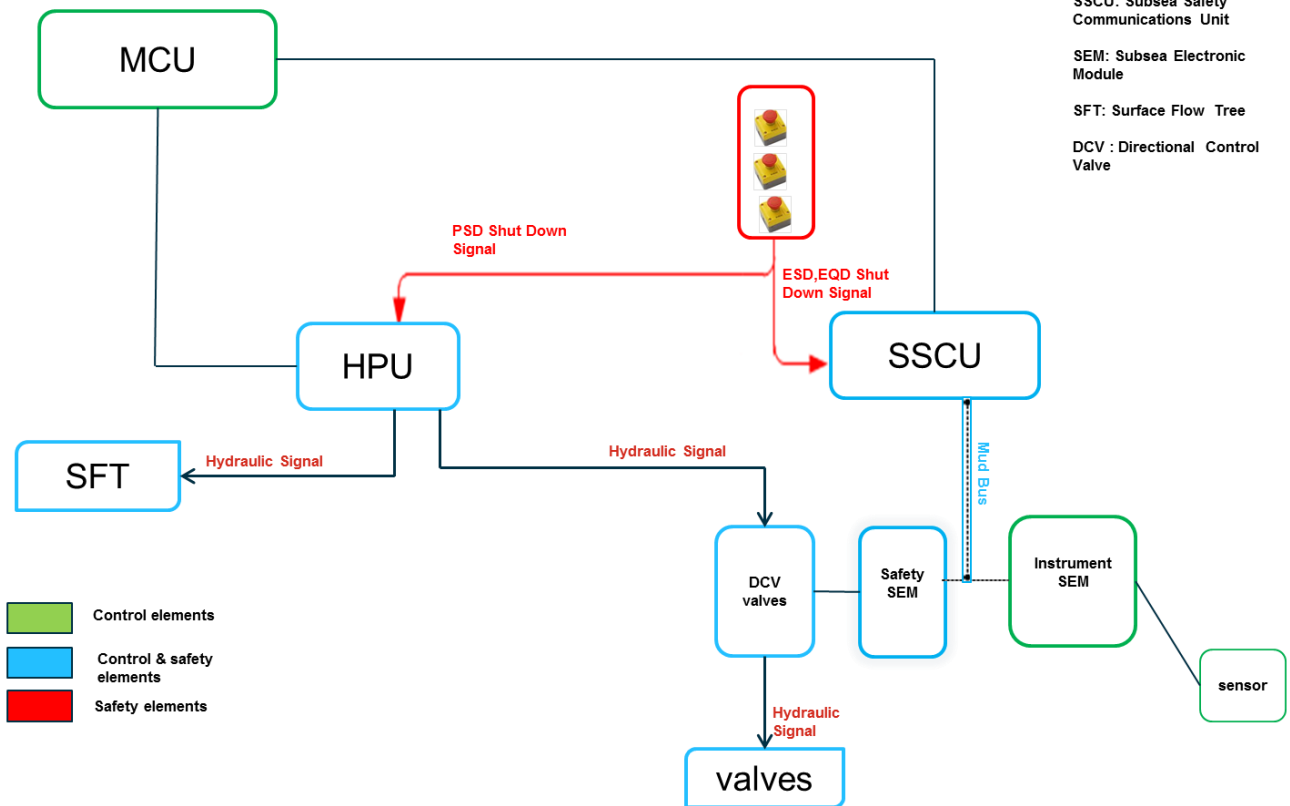 SSCU: Subsea Safety
Communications Unit
SEM: Subsea Electronic
Module
SFT: Surface Flow Tree
DCV : Directional Control
Valve
MCU
PSD Shut Down
Signal
ESD,EQD Shut
Down Signal
HPU
SSCU
SFT
Hydraulic Signal
Hydraulic Signal
Mud Bus
DCV
valves
Safety
SEM
Instrument
SEM
sensor
Control elements
Control & safety
elements
Safety elements
Hydraulic
Signal
valves